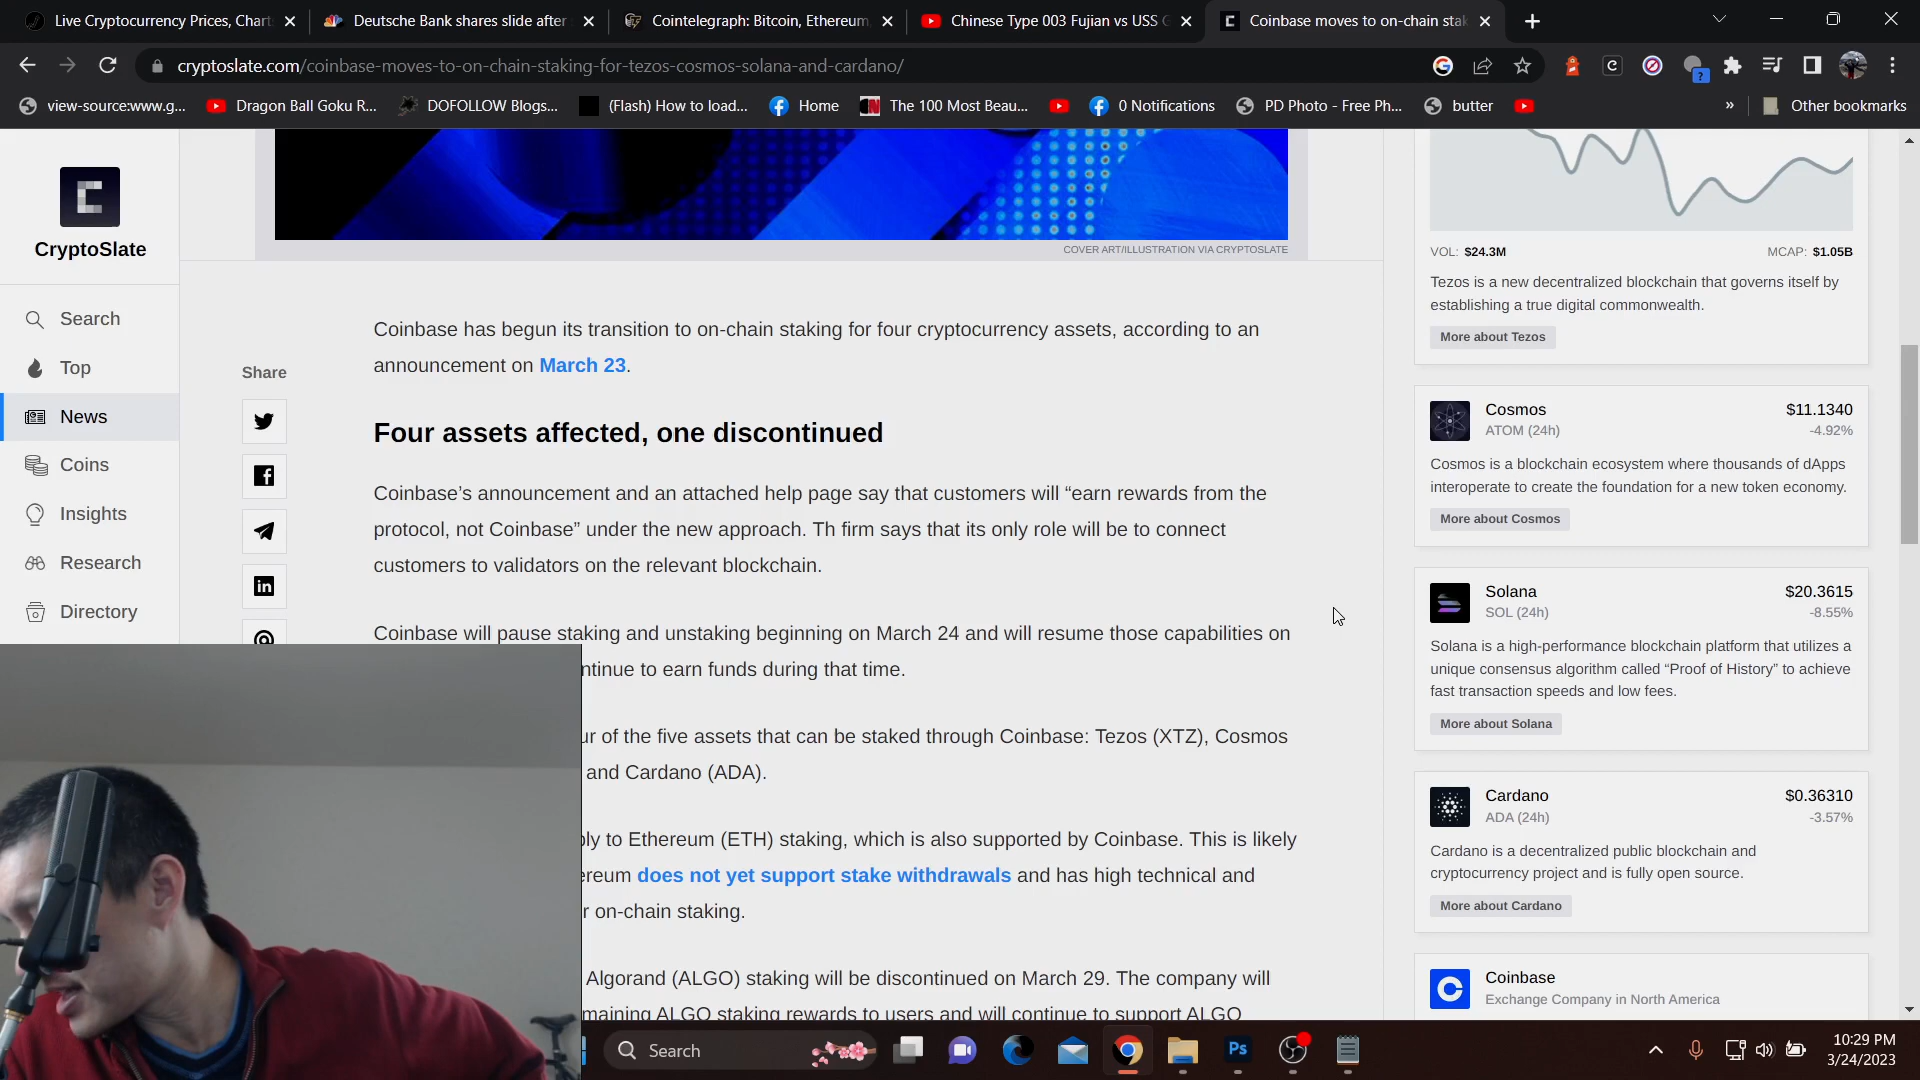 Live Cryptocurrency Prices, Chart
Deutsche Bank shares slide after
Cointelegraph: Bitcoin, Ethereum,
Chinese Type 003 Fujian vs USS G
Coinbase moves to on-chain stak
cryptoslate.com/coinbase-moves-to-on-chain-staking-for-tezos-cosmos-solana-and-cardano/
view-source:www.g...
Dragon Ball Goku R...
DOFOLLOW Blogs...
(Flash) How to load...
Home
The 100 Most Beau...
0 Notifications
PD Photo - Free Ph...
butter
»
Other bookmarks
CryptoSlate
Search
Top
News
Coins
Insights
Research
Directory
COVER ART/ILLUSTRATION VIA CRYPTOSLATE
Share
Coinbase has begun its transition to on-chain staking for four cryptocurrency assets, according to an
announcement on March 23.
Four assets affected, one discontinued
Coinbase’s announcement and an attached help page say that customers will “earn rewards from the
protocol, not Coinbase” under the new approach. Th firm says that its only role will be to connect
customers to validators on the relevant blockchain.
Coinbase will pause staking and unstaking beginning on March 24 and will resume those capabilities on
ntinue to earn funds during that time.
ur of the five assets that can be staked through Coinbase: Tezos (XTZ), Cosmos
and Cardano (ADA).
ply to Ethereum (ETH) staking, which is also supported by Coinbase. This is likely
ereum does not yet support stake withdrawals and has high technical and
r on-chain staking.
Algorand (ALGO) staking will be discontinued on March 29. The company will
maining ALGO staking rewards to users and will continue to support ALGO
VOL: $24.3M
MCAP: $1.05B
Tezos is a new decentralized blockchain that governs itself by
establishing a true digital commonwealth.
More about Tezos
Cosmos
$11.1340
ATOM (24h)
-4.92%
Cosmos is a blockchain ecosystem where thousands of dApps
interoperate to create the foundation for a new token economy.
More about Cosmos
Solana
$20.3615
SOL (24h)
-8.55%
Solana is a high-performance blockchain platform that utilizes a
unique consensus algorithm called “Proof of History” to achieve
fast transaction speeds and low fees.
More about Solana
Cardano
$0.36310
ADA (24h)
-3.57%
Cardano is a decentralized public blockchain and
cryptocurrency project and is fully open source.
More about Cardano
Coinbase
Exchange Company in North America
Search
Ps
10:29 PM
3/24/2023